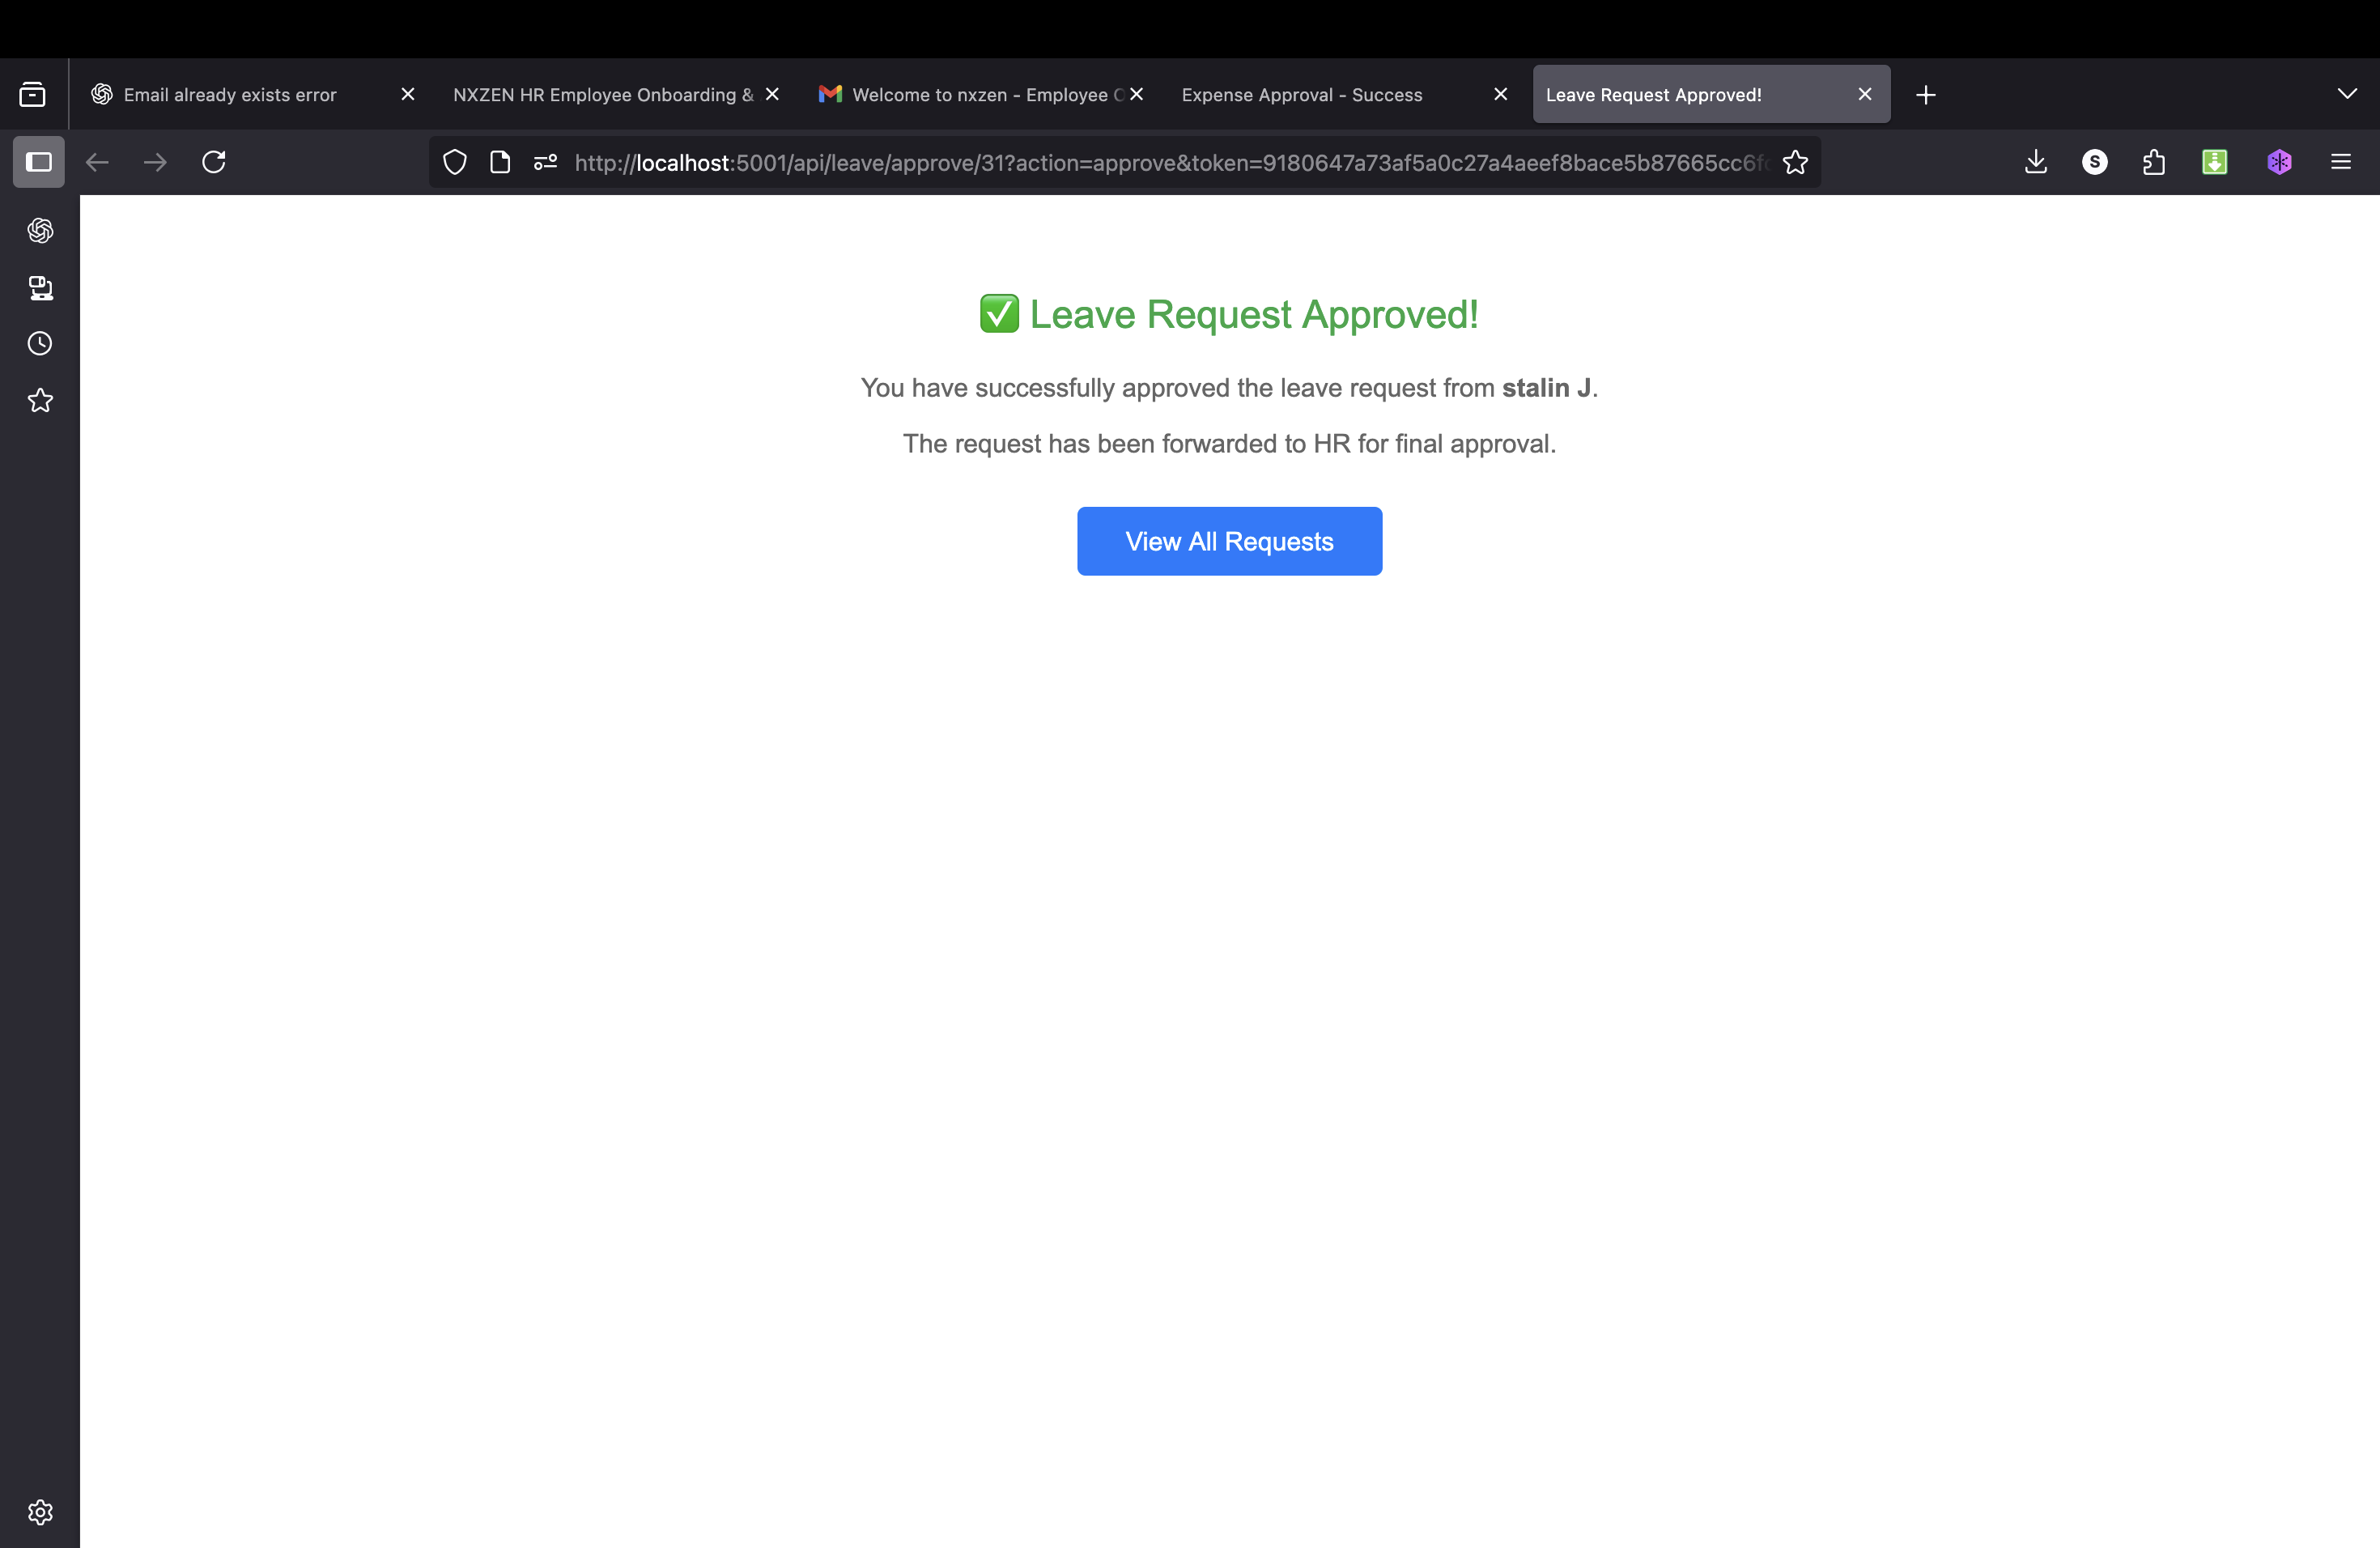 Email already exists error
NXZEN HR Employee Onboarding &
Welcome to nxzen - Employee
Expense Approval - Success
Leave Request Approved!
http://localhost:5001/api/leave/approve/31?action=approve&token=9180647a73af5a0c27a4aeef8bace5b87665cc6f
S
✅ Leave Request Approved!
You have successfully approved the leave request from stalin J.
The request has been forwarded to HR for final approval.
View All Requests